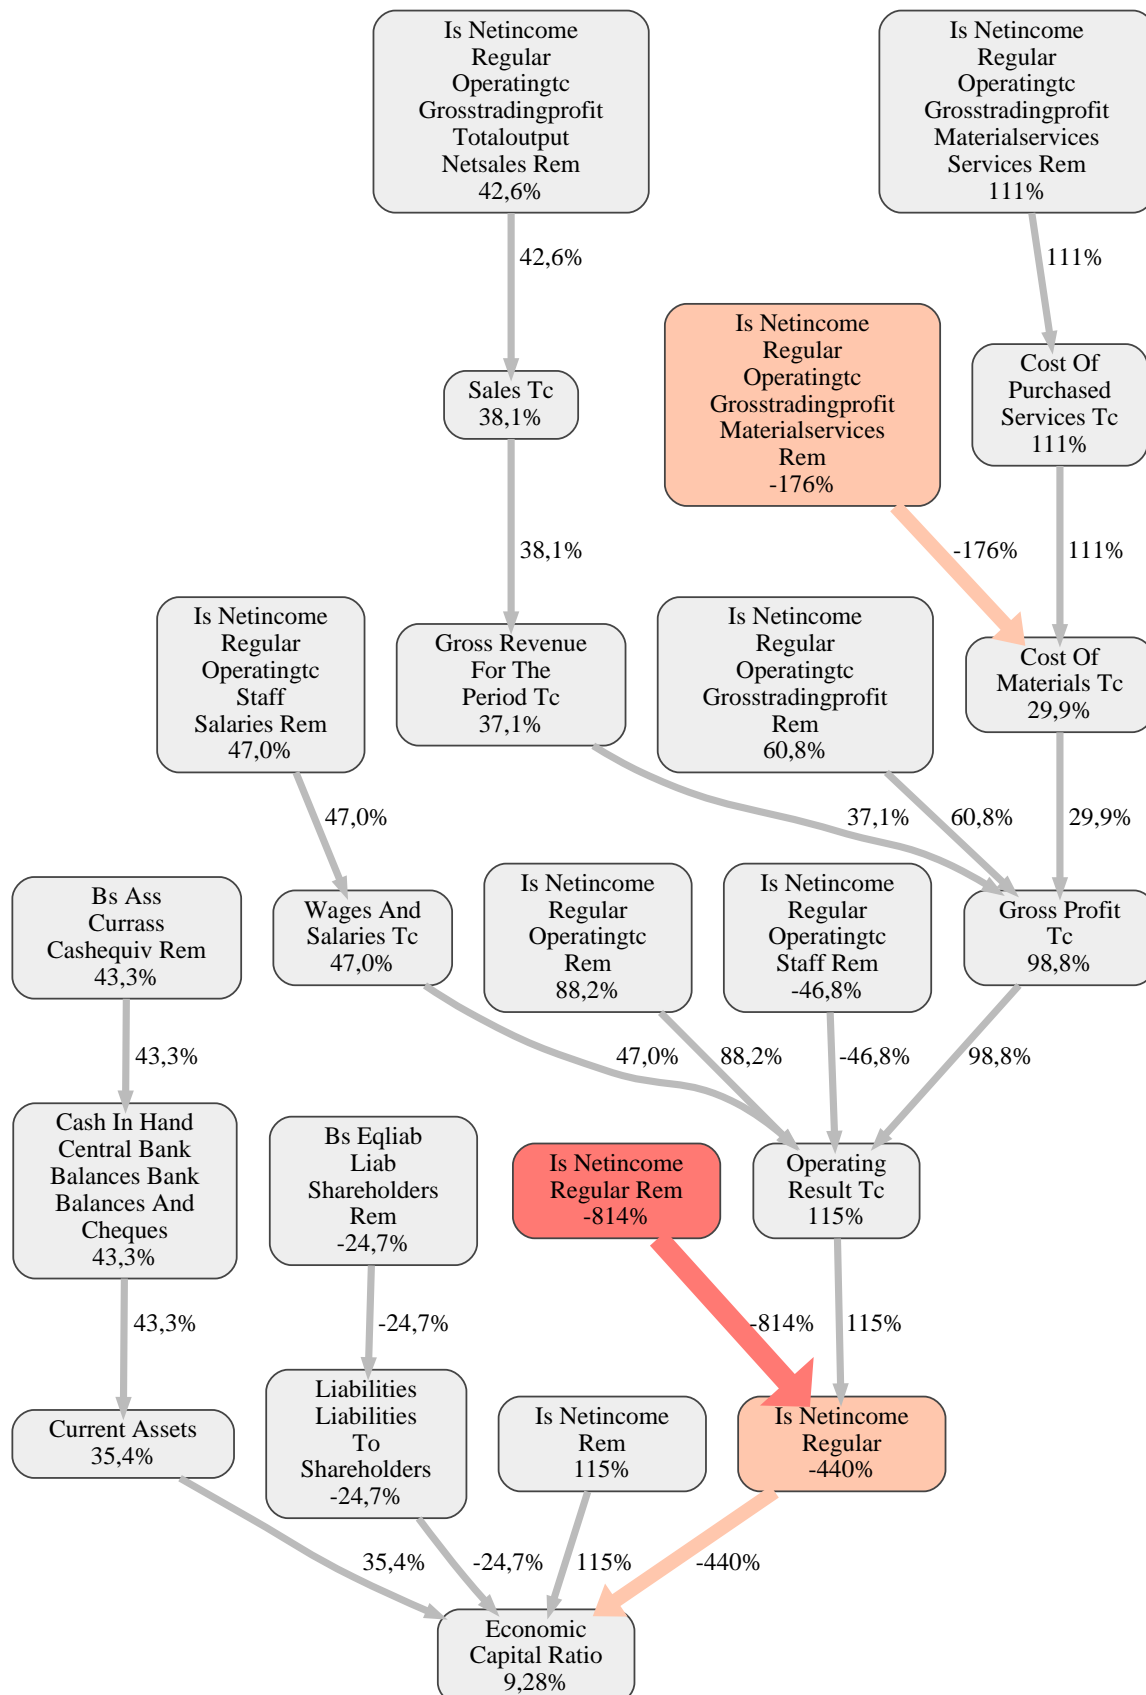 Is Netincome
Regular
Operatingtc
Grosstradingprofit
Totaloutput
Netsales Rem
42,6%
Is Netincome
Regular
Operatingtc
Grosstradingprofit
Materialservices
Services Rem
111%
42,6%
111%
Is Netincome
Regular
Operatingtc
Grosstradingprofit
Materialservices
Rem
-176%
Sales Tc
38,1%
Cost Of
Purchased
Services Tc
111%
38,1%
-176%
111%
Is Netincome
Regular
Operatingtc
Staff
Salaries Rem
47,0%
Gross Revenue
For The
Period Tc
37,1%
Is Netincome
Regular
Operatingtc
Grosstradingprofit
Rem
60,8%
Cost Of
Materials Tc
29,9%
47,0%
37,1%
60,8%
29,9%
Bs Ass
Currass
Cashequiv Rem
43,3%
Wages And
Salaries Tc
47,0%
Is Netincome
Regular
Operatingtc
Rem
88,2%
Is Netincome
Regular
Operatingtc
Staff Rem
-46,8%
Gross Profit
Tc
98,8%
43,3%
47,0%
88,2%
-46,8%
98,8%
Cash In Hand
Central Bank
Balances Bank
Balances And
Cheques
43,3%
Bs Eqliab
Liab
Shareholders
Rem
-24,7%
Is Netincome
Regular Rem
-814%
Operating
Result Tc
115%
43,3%
-24,7%
-814%
115%
Current Assets
35,4%
Liabilities
Liabilities
To
Shareholders
-24,7%
Is Netincome
Rem
115%
Is Netincome
Regular
-440%
35,4%
-24,7%
115%
-440%
Economic
Capital Ratio
9,28%